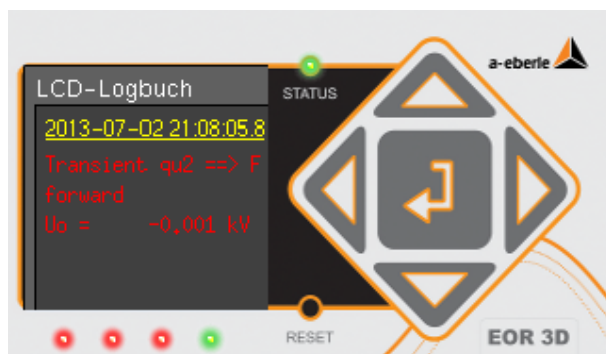 a-eberle
LCD-Logbuch
STATUS
2013-07-02 21:08:05.8
Transient qu2 ==> F
forward
Uo = -0,001 kV
RESET
EOR 3D